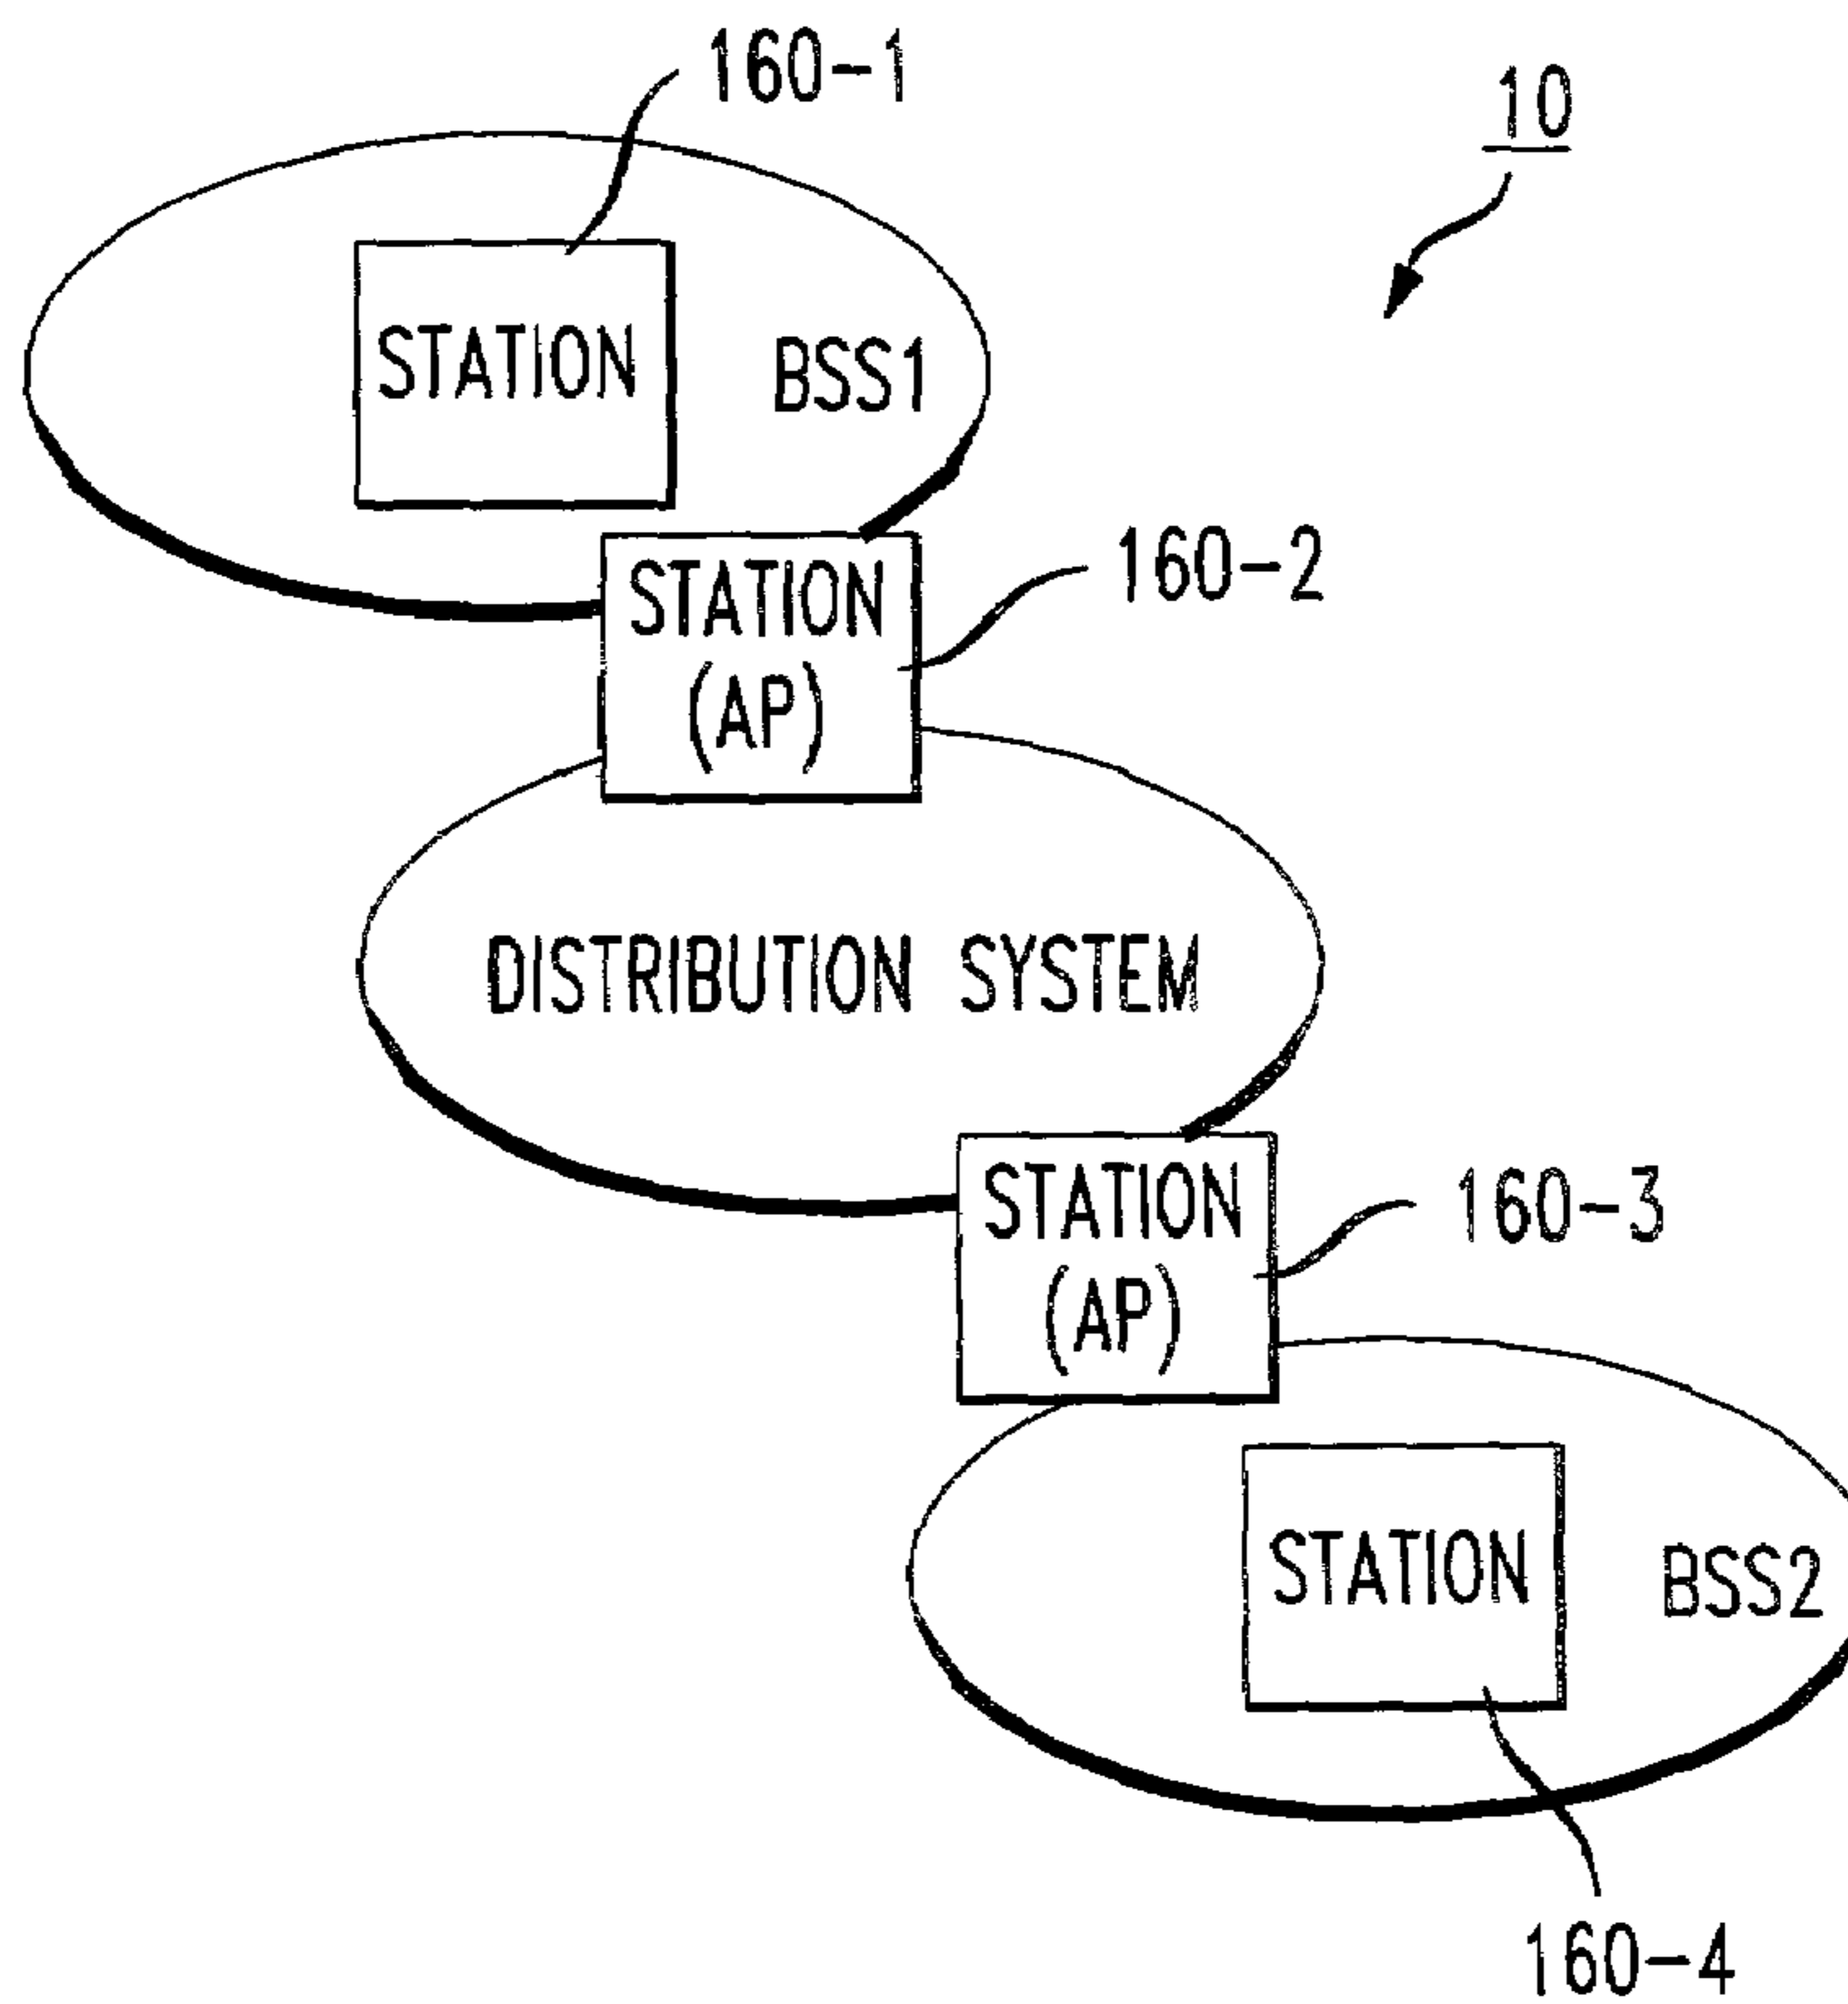 160-1
10
STATION
BSS1
STATION
(AP)
160-2
DISTRIBUTION SYSTEM
STATION
(AP)
160-3
STATION
BSS2
160-4